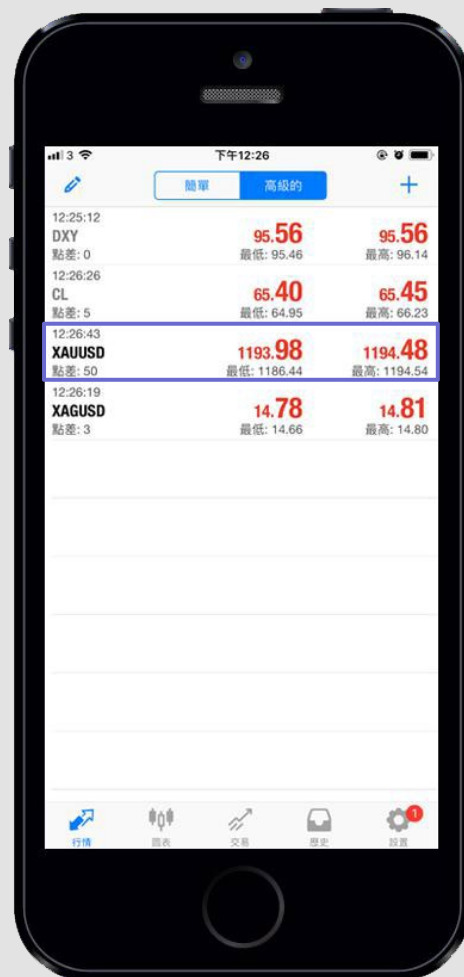 3 下午12:26
簡單 高級的
12:25:12
DXY 95.56 95.56
點差: 0 最低: 95.46 最高: 96.14
12:26:26
CL 65.40 65.45
點差: 5 最低: 64.95 最高: 66.23
12:26:43
XAUUSD 1193.98 1194.48
點差: 50 最低: 1186.44 最高: 1194.54
12:26:19
XAGUSD 14.78 14.81
點差: 3 最低: 14.66 最高: 14.80
1
行情 圖表 交易 歷史 設置